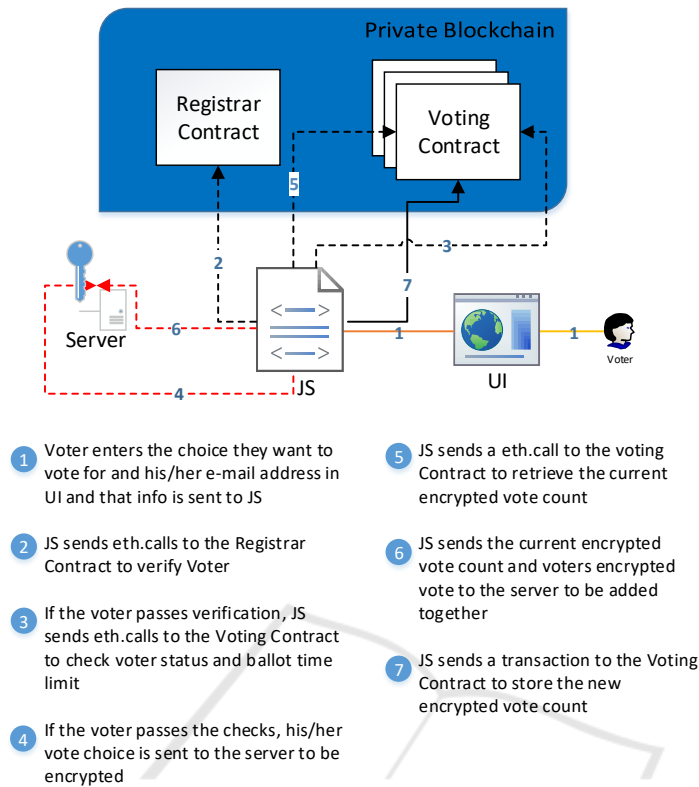 Private Blockchain
Registrar
Contract
Voting
Contract
5
2
3
7
6
1
1
4
Server
JS
UI
Voter
1
Voter enters the choice they want to
vote for and his/her e-mail address in
UI and that info is sent to JS
2
JS sends eth.calls to the Registrar
Contract to verify Voter
3
If the voter passes verification, JS
sends eth.calls to the Voting Contract
to check voter status and ballot time
limit
4
If the voter passes the checks, his/her
vote choice is sent to the server to be
encrypted
5
JS sends a eth.call to the voting
Contract to retrieve the current
encrypted vote count
6
JS sends the current encrypted
vote count and voters encrypted
vote to the server to be added
together
7
JS sends a transaction to the Voting
Contract to store the new
encrypted vote count